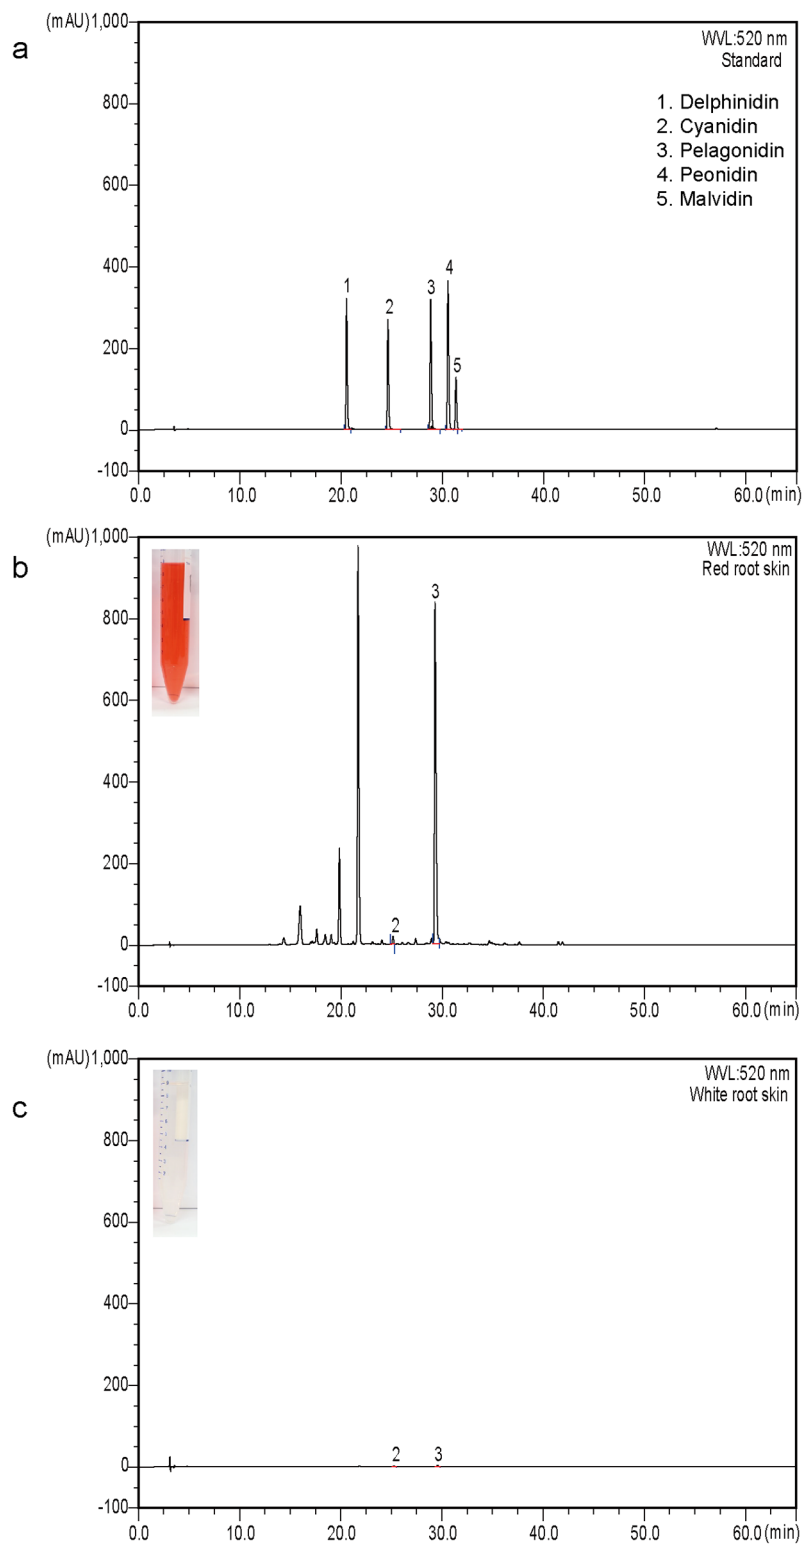 a
(mAU)
1,000
WVL:520 nm
Standard
1. Delphinidin
2. Cyanidin
3. Pelagonidin
4. Peonidin
5. Malvidin
800
600
400
200
0
-100
1
2
3
4
5
0.0 10.0 20.0 30.0 40.0 50.0 60.0 (min)
b
(mAU)
1,000
WVL:520 nm
Red root skin
800
600
400
200
0
-100
2
3
0.0 10.0 20.0 30.0 40.0 50.0 60.0 (min)
c
(mAU)
1,000
WVL:520 nm
White root skin
800
600
400
200
0
-100
2
3
0.0 10.0 20.0 30.0 40.0 50.0 60.0 (min)